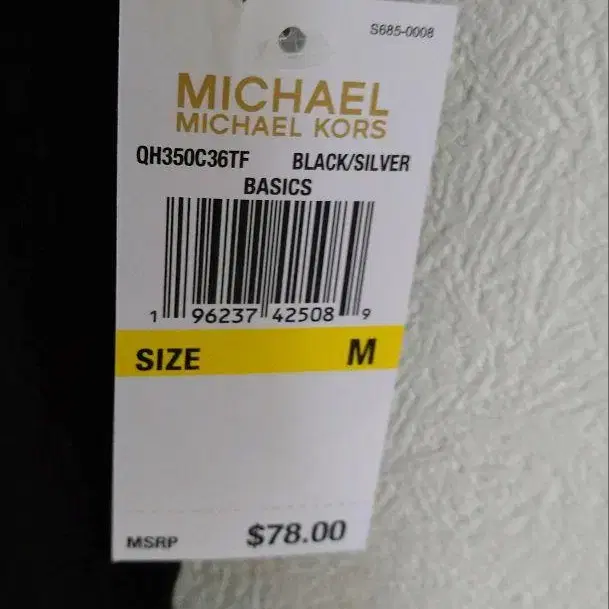 S685-0008
MICHAEL
MICHAEL KORS
QH350C36TF BLACK/SILVER
BASICS
1 96237 42508 9
SIZE M
MSRP $78.00